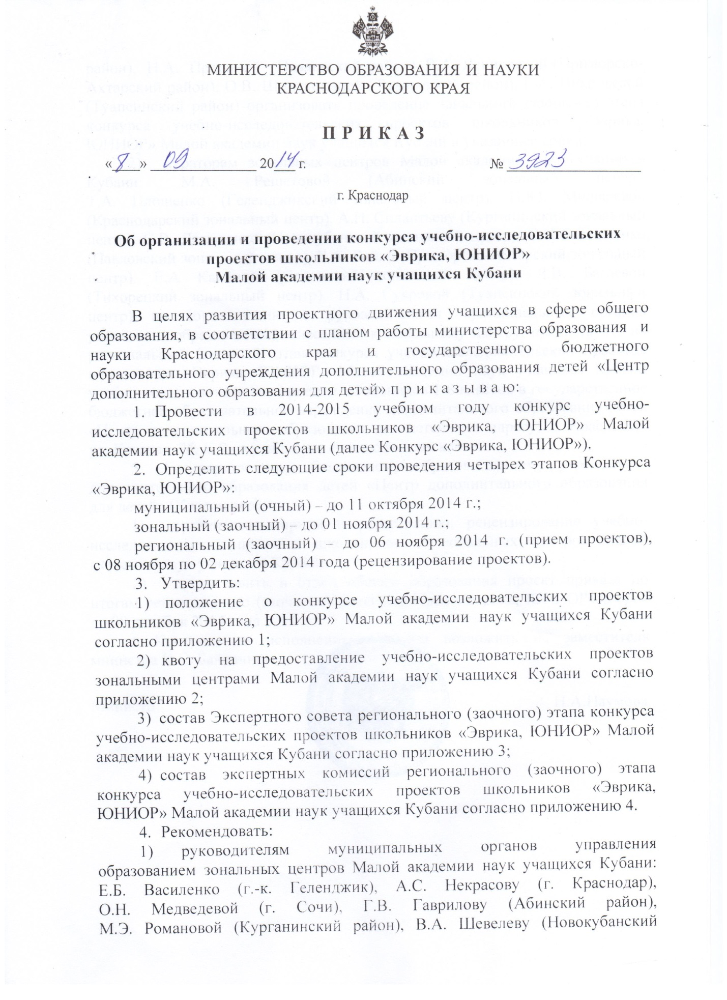 МИНИСТЕРСТВО ОБРАЗОВАНИЯ И НАУКИ
КРАСНОДАРСКОГО КРАЯ
П Р И К А З
« 8 » 09 2014 г. № 3923
г. Краснодар
Об организации и проведении конкурса учебно-исследовательских
проектов школьников «Эврика, ЮНИОР»
Малой академии наук учащихся Кубани
В целях развития проектного движения учащихся в сфере общего
образования, в соответствии с планом работы министерства образования и
науки Краснодарского края и государственного бюджетного
образовательного учреждения дополнительного образования детей «Центр
дополнительного образования для детей» п р и к а з ы в а ю:
1. Провести в 2014-2015 учебном году конкурс учебно-
исследовательских проектов школьников «Эврика, ЮНИОР» Малой
академии наук учащихся Кубани (далее Конкурс «Эврика, ЮНИОР»).
2. Определить следующие сроки проведения четырех этапов Конкурса
«Эврика, ЮНИОР»:
муниципальный (очный) – до 11 октября 2014 г.;
зональный (заочный) – до 01 ноября 2014 г.;
региональный (заочный) – до 06 ноября 2014 г. (прием проектов),
с 08 ноября по 02 декабря 2014 года (рецензирование проектов).
3. Утвердить:
1) положение о конкурсе учебно-исследовательских проектов
школьников «Эврика, ЮНИОР» Малой академии наук учащихся Кубани
согласно приложению 1;
2) квоту на предоставление учебно-исследовательских проектов
зональными центрами Малой академии наук учащихся Кубани согласно
приложению 2;
3) состав Экспертного совета регионального (заочного) этапа конкурса
учебно-исследовательских проектов школьников «Эврика, ЮНИОР» Малой
академии наук учащихся Кубани согласно приложению 3;
4) состав экспертных комиссий регионального (заочного) этапа
конкурса учебно-исследовательских проектов школьников «Эврика,
ЮНИОР» Малой академии наук учащихся Кубани согласно приложению 4.
4. Рекомендовать:
1) руководителям муниципальных органов управления
образованием зональных центров Малой академии наук учащихся Кубани:
Е.Б. Василенко (г.-к. Геленджик), А.С. Некрасову (г. Краснодар),
О.Н. Медведевой (г. Сочи), Г.В. Гаврилову (Абинский район),
М.Э. Романовой (Курганинский район), В.А. Шевелеву (Новокубанский